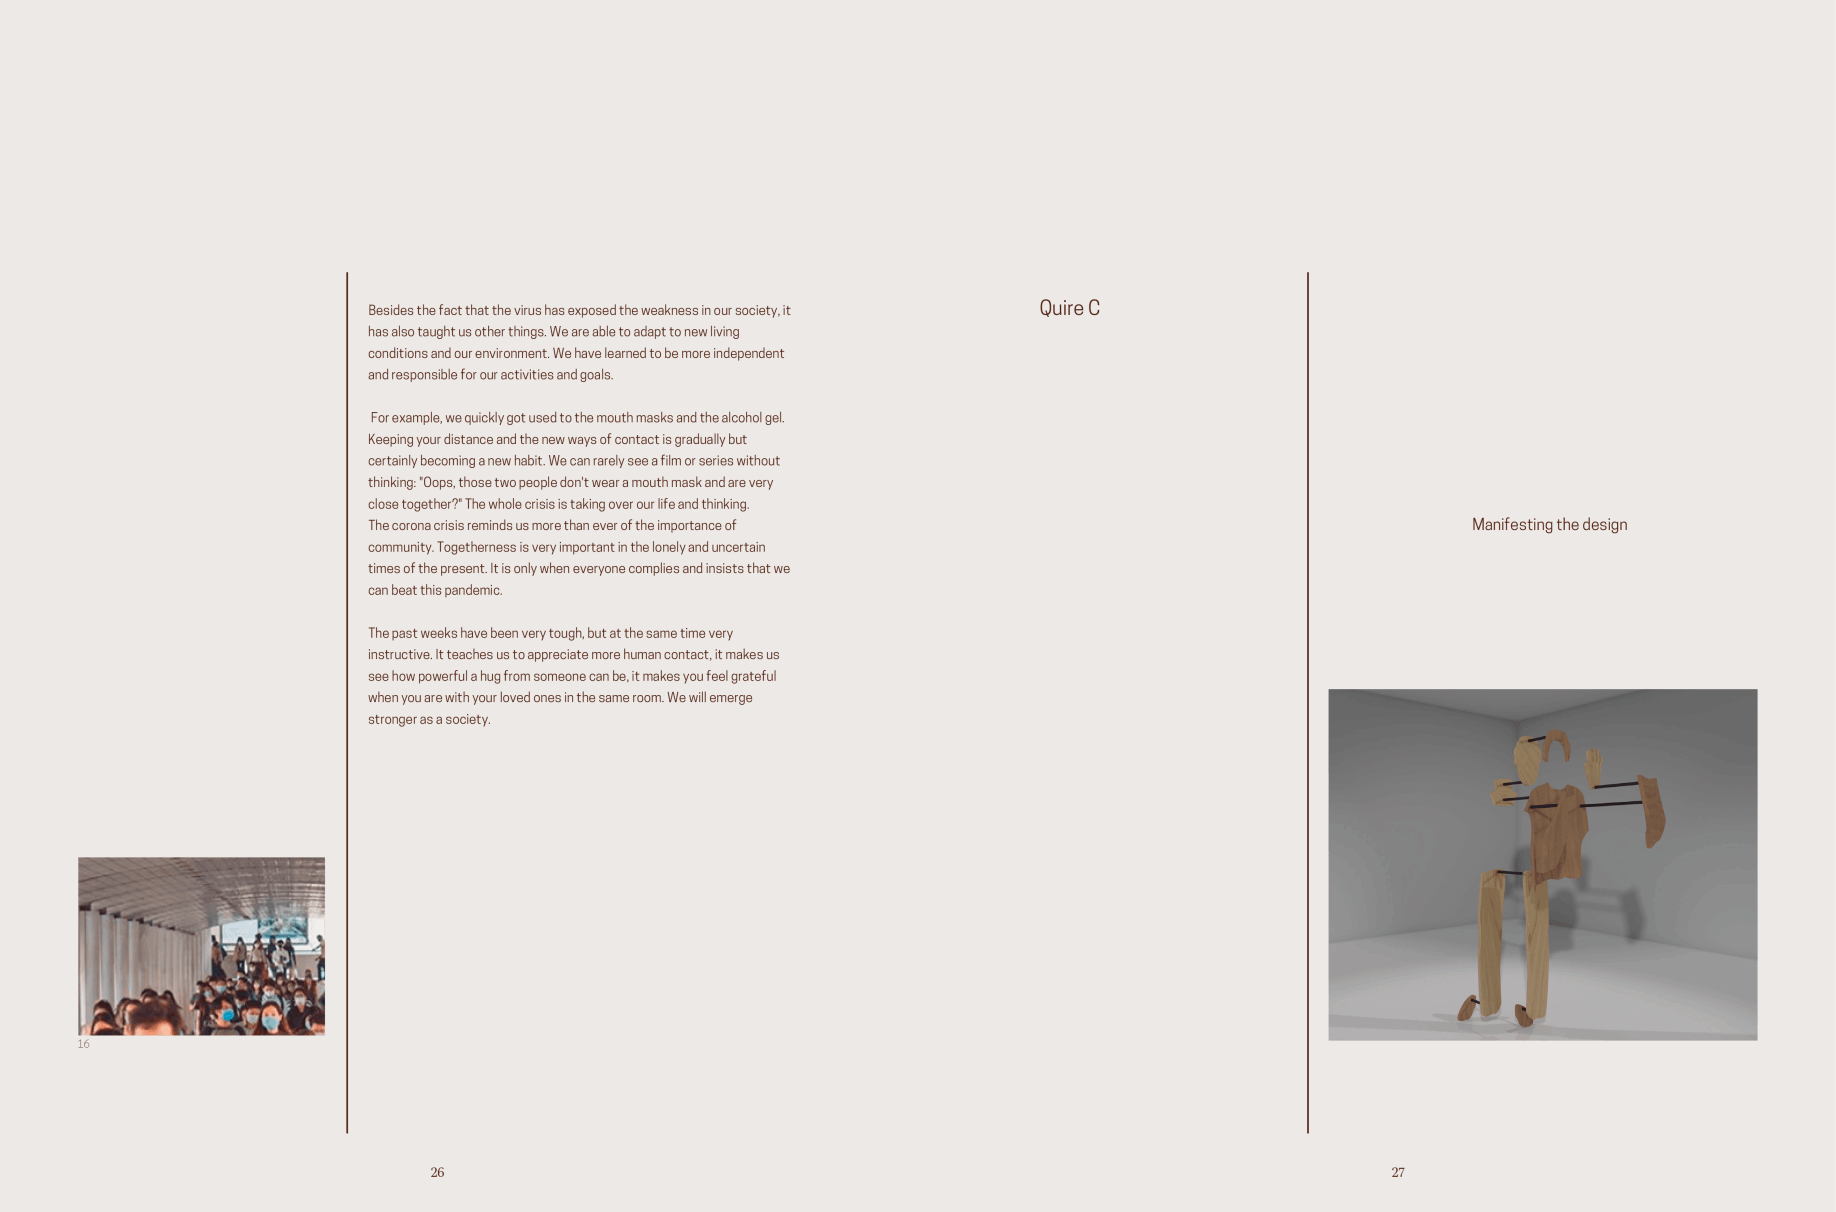 Besides the fact that the virus has exposed the weakness in our society, it
has also taught us other things. We are able to adapt to new living
conditions and our environment. We have learned to be more independent
and responsible for our activities and goals.
For example, we quickly got used to the mouth masks and the alcohol gel.
Keeping your distance and the new ways of contact is gradually but
certainly becoming a new habit. We can rarely see a film or series without
thinking: "Oops, those two people don't wear a mouth mask and are very
close together?" The whole crisis is taking over our life and thinking.
The corona crisis reminds us more than ever of the importance of
community. Togetherness is very important in the lonely and uncertain
times of the present. It is only when everyone complies and insists that we
can beat this pandemic.
The past weeks have been very tough, but at the same time very
instructive. It teaches us to appreciate more human contact, it makes us
see how powerful a hug from someone can be, it makes you feel grateful
when you are with your loved ones in the same room. We will emerge
stronger as a society.
16
26
Quire C
Manifesting the design
27